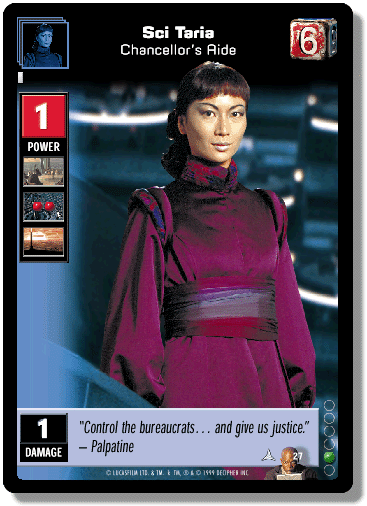 Sci Taria
Chancellor's Aide
6
1
POWER
1
DAMAGE
"Control the bureaucrats... and give us justice."
– Palpatine
© LUCASFILM LTD. & TM, & TM, ® & © 1999 DECIPHER INC.
27